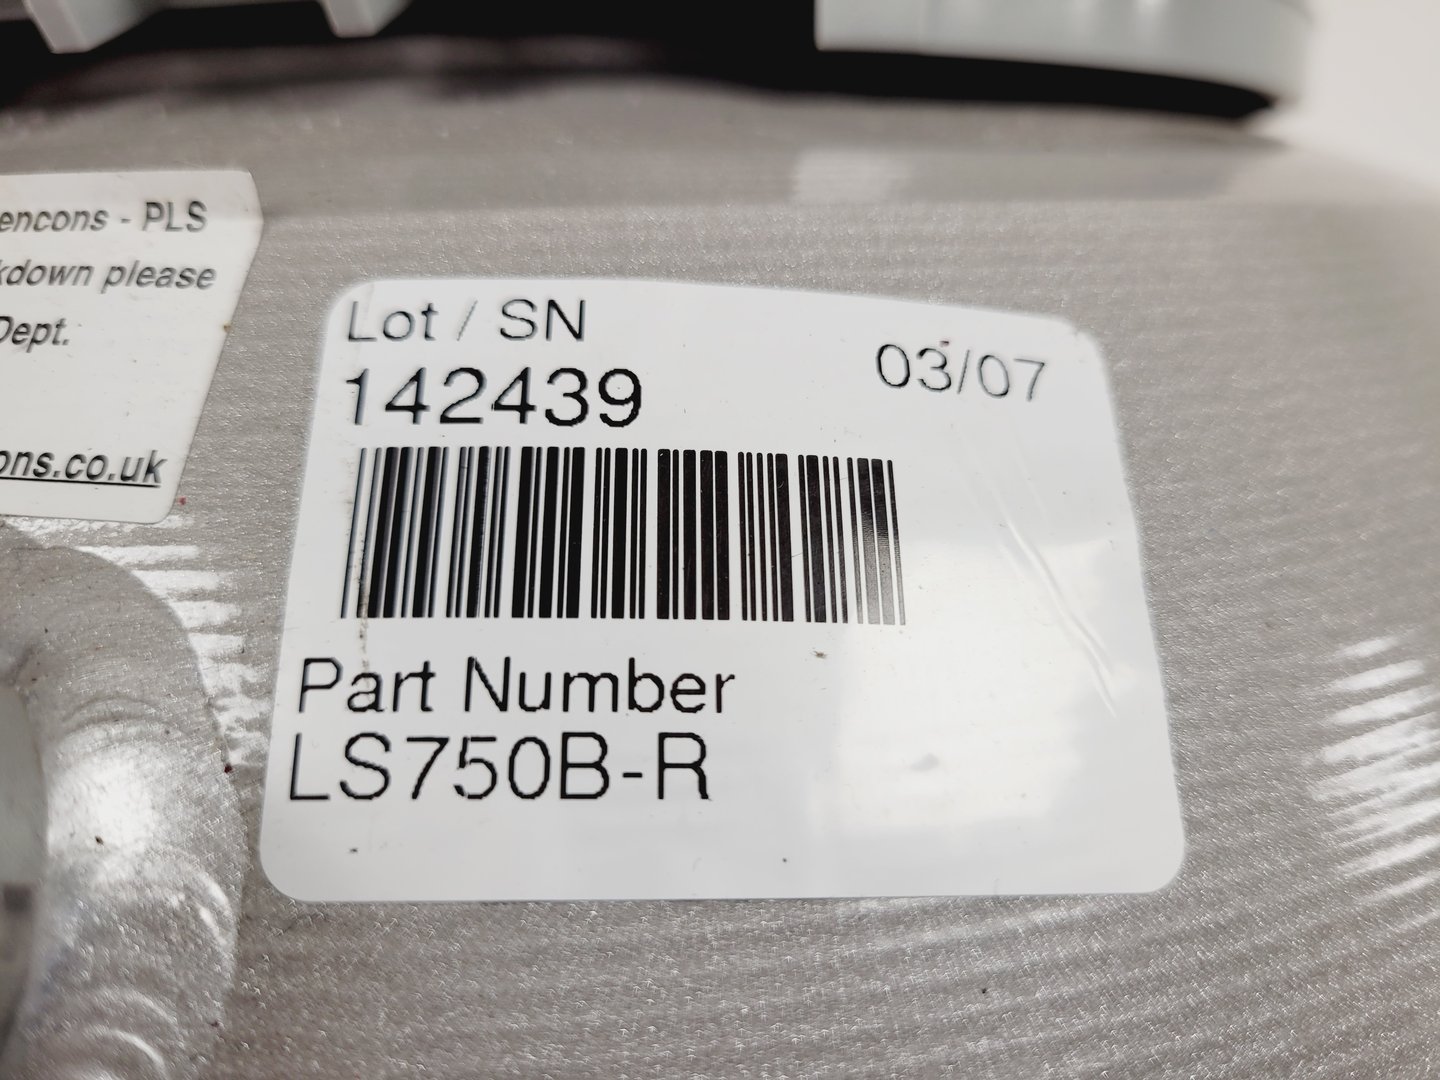 encons - PLS
kdown please
Dept.
ons.co.uk
Lot / SN
03/07
142439
Part Number
LS750B-R